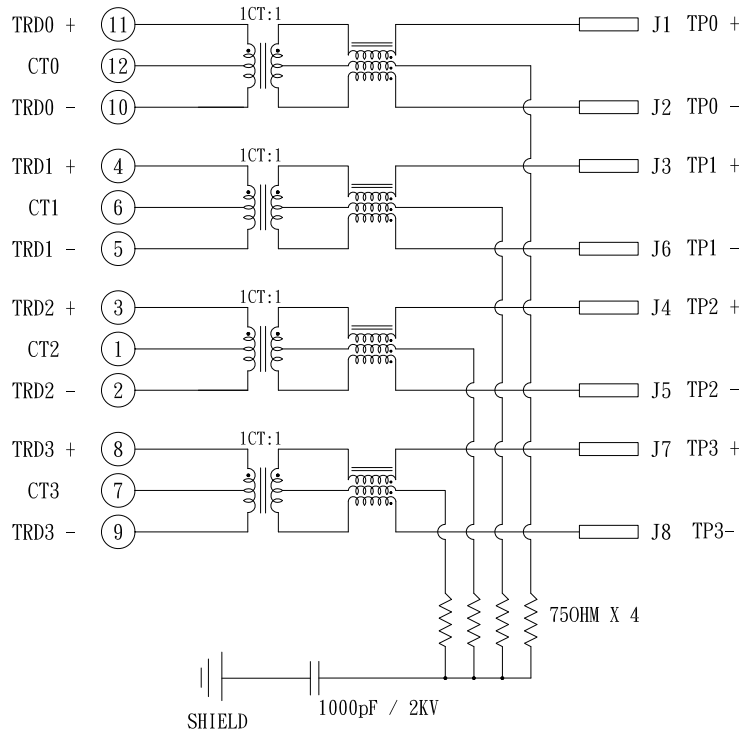 1CT:1
TRD0 + 11 J1 TP0 +
CT0 12
TRD0 - 10 J2 TP0 -
1CT:1
TRD1 + 4 J3 TP1 +
CT1 6
TRD1 - 5 J6 TP1 -
1CT:1
TRD2 + 3 J4 TP2 +
CT2 1
TRD2 - 2 J5 TP2 -
1CT:1
TRD3 + 8 J7 TP3 +
CT3 7
TRD3 - 9 J8 TP3-
75OHM X 4
1000pF / 2KV
SHIELD